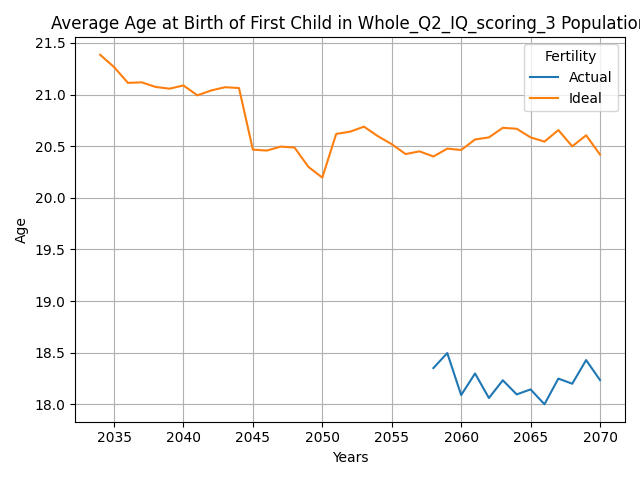 Average Age at Birth of First Child in Whole_Q2_IQ_scoring_3 Population
Fertility
Actual
Ideal
21.5
21.0
20.5
20.0
19.5
19.0
18.5
18.0
Age
2035 2040 2045 2050 2055 2060 2065 2070
Years